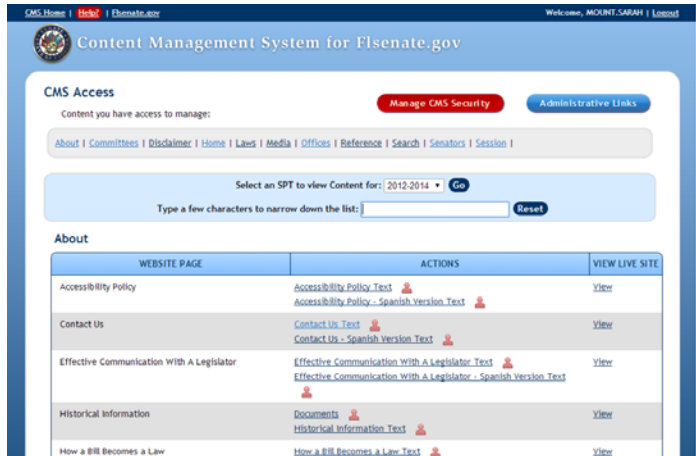 CMS Home | Help? | Flsenate.gov Welcome, MOUNT.SARAH | Logout
Content Management System for Flsenate.gov
CMS Access
Manage CMS Security Administrative Links
Content you have access to manage:
About | Committees | Disclaimer | Home | Laws | Media | Offices | Reference | Search | Senators | Session |
Select an SPT to view Content for: 2012-2014 Go
Type a few characters to narrow down the list: Reset
About
WEBSITE PAGE ACTIONS VIEW LIVE SITE
Accessibility Policy Accessibility Policy Text View
Accessibility Policy - Spanish Version Text
Contact Us Contact Us Text View
Contact Us - Spanish Version Text
Effective Communication With A Legislator Effective Communication With A Legislator Text View
Effective Communication With A Legislator - Spanish Version Text
Historical Information Documents View
Historical Information Text
How a Bill Becomes a Law How a Bill Becomes a Law Text View